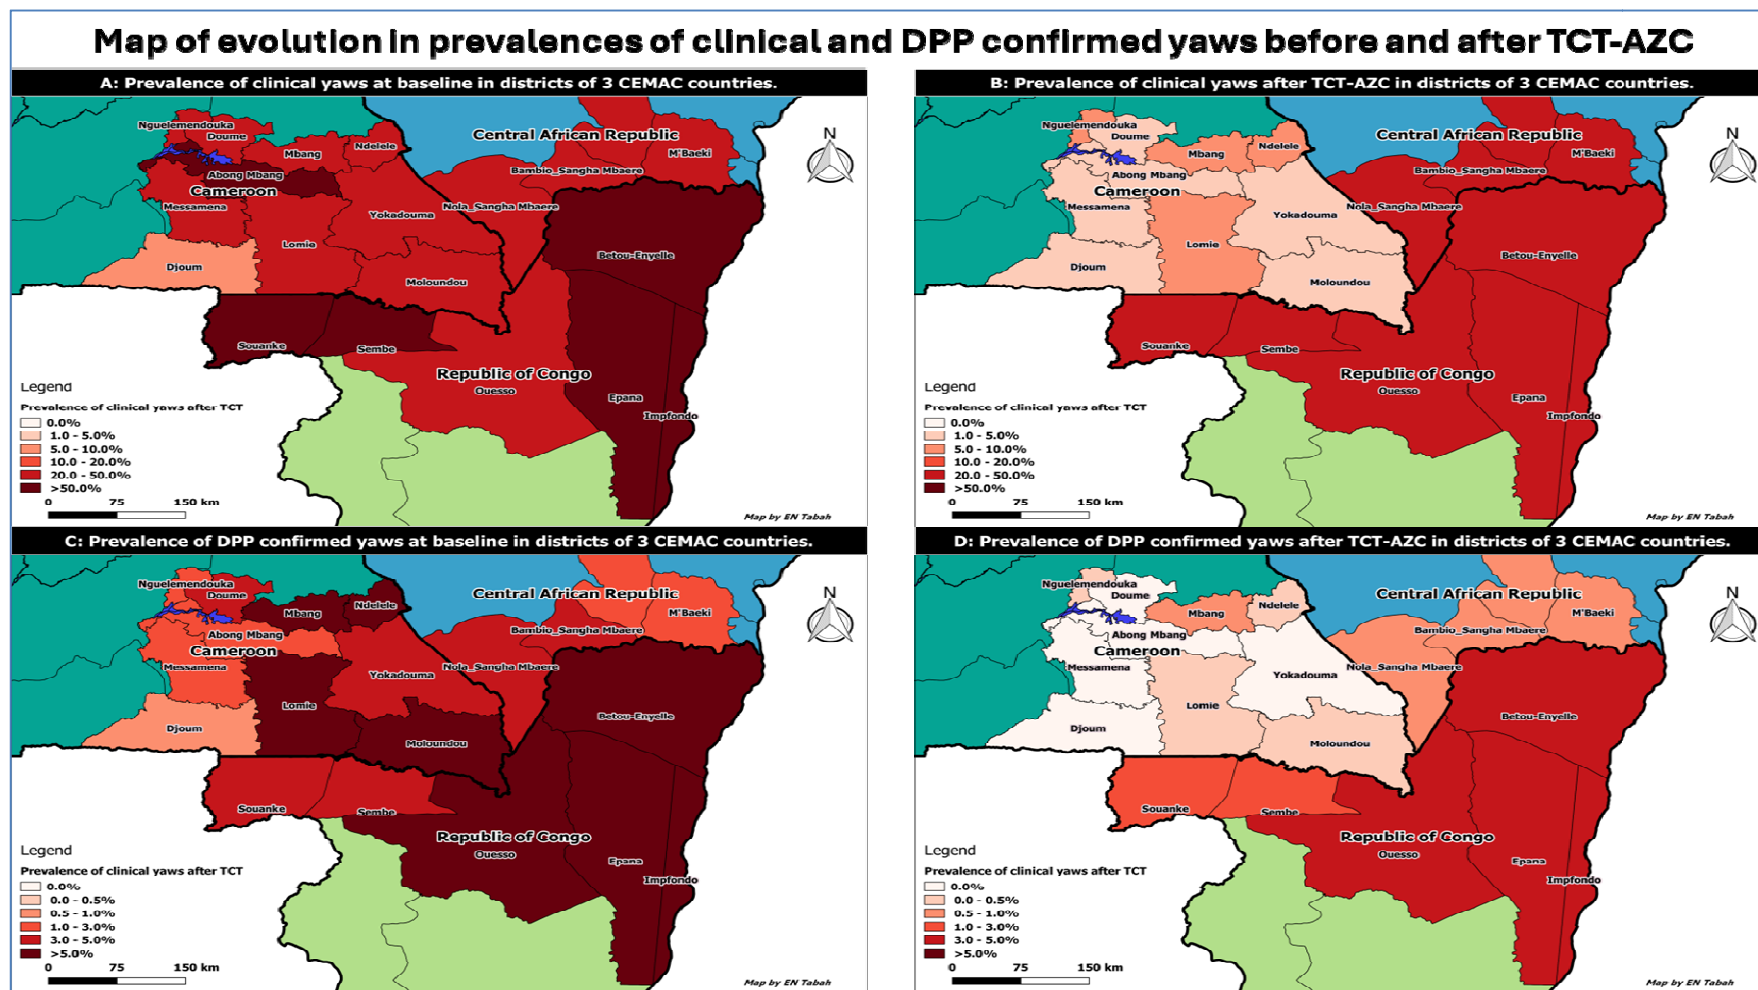 Map of evolution in prevalences of clinical and DPP confirmed yaws before and after TCT-AZC
A: Prevalence of clinical yaws at baseline in districts of 3 CEMAC countries.
Nguelemendouka
Doume
Mbang
Ndelele
Abong Mbang
Cameroon
Messamena
Yokadouma
Lomie
Djoum
Moloundou
Central African Republic
M'Baeki
Bambio_Sangha Mbaere
Nola_Sangha Mbaere
Betou-Enyelle
Souanke
Sembe
Republic of Congo
Ouesso
Epana
Impfondo
N
Legend
Prevalence of clinical yaws after TCT
0.0%
1.0 - 5.0%
5.0 - 10.0%
10.0 - 20.0%
20.0 - 50.0%
>50.0%
0 75 150 km
Map by EN Tabah
B: Prevalence of clinical yaws after TCT-AZC in districts of 3 CEMAC countries.
Nguelemendouka
Doume
Mbang
Ndelele
Abong Mbang
Cameroon
Messamena
Yokadouma
Lomie
Djoum
Moloundou
Central African Republic
M'Baeki
Bambio_Sangha Mbaere
Nola_Sangha Mbaere
Betou-Enyelle
Souanke
Sembe
Republic of Congo
Ouesso
Epana
Impfondo
N
Legend
Prevalence of clinical yaws after TCT
0.0%
1.0 - 5.0%
5.0 - 10.0%
10.0 - 20.0%
20.0 - 50.0%
>50.0%
0 75 150 km
Map by EN Tabah
C: Prevalence of DPP confirmed yaws at baseline in districts of 3 CEMAC countries.
Nguelemendouka
Doume
Mbang
Ndelele
Abong Mbang
Cameroon
Messamena
Yokadouma
Lomie
Djoum
Moloundou
Central African Republic
M'Baeki
Bambio_Sangha Mbaere
Nola_Sangha Mbaere
Betou-Enyelle
Souanke
Sembe
Republic of Congo
Ouesso
Epana
Impfondo
N
Legend
Prevalence of clinical yaws after TCT
0.0%
0.0 - 0.5%
0.5 - 1.0%
1.0 - 3.0%
3.0 - 5.0%
>5.0%
0 75 150 km
Map by EN Tabah
D: Prevalence of DPP confirmed yaws after TCT-AZC in districts of 3 CEMAC countries.
Nguelemendouka
Doume
Mbang
Ndelele
Abong Mbang
Cameroon
Messamena
Yokadouma
Lomie
Djoum
Moloundou
Central African Republic
M'Baeki
Bambio_Sangha Mbaere
Nola_Sangha Mbaere
Betou-Enyelle
Souanke
Sembe
Republic of Congo
Ouesso
Epana
Impfondo
N
Legend
Prevalence of clinical yaws after TCT
0.0%
0.0 - 0.5%
0.5 - 1.0%
1.0 - 3.0%
3.0 - 5.0%
>5.0%
0 75 150 km
Map by EN Tabah